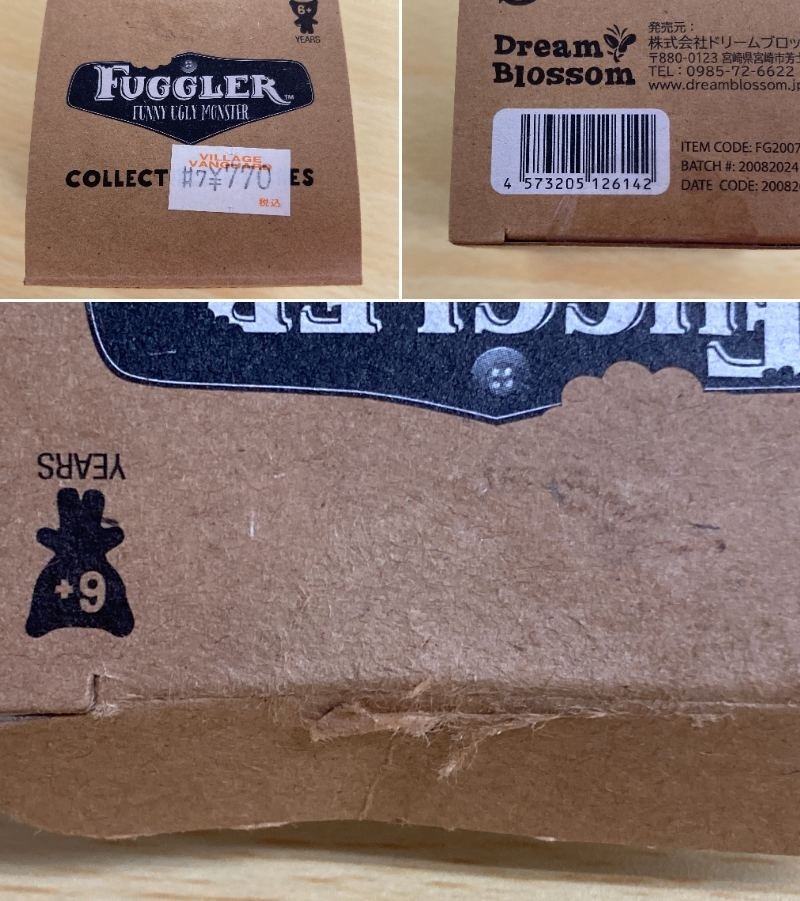 6+
YEARS
FUGGLER™
FUNNY UGLY MONSTER
COLLECT
ES
VILLAGE
VANGUARD
#7¥770
税込
Dream
Blossom
発売元：
株式会社ドリームブロッ
〒880-0123 宮崎県宮崎市芳士
TEL：0985-72-6622
www.dreamblossom.jp
4 573205 126142
ITEM CODE: FG2007
BATCH #: 20082024
DATE CODE: 20082
FUGGLER
YEARS
6+